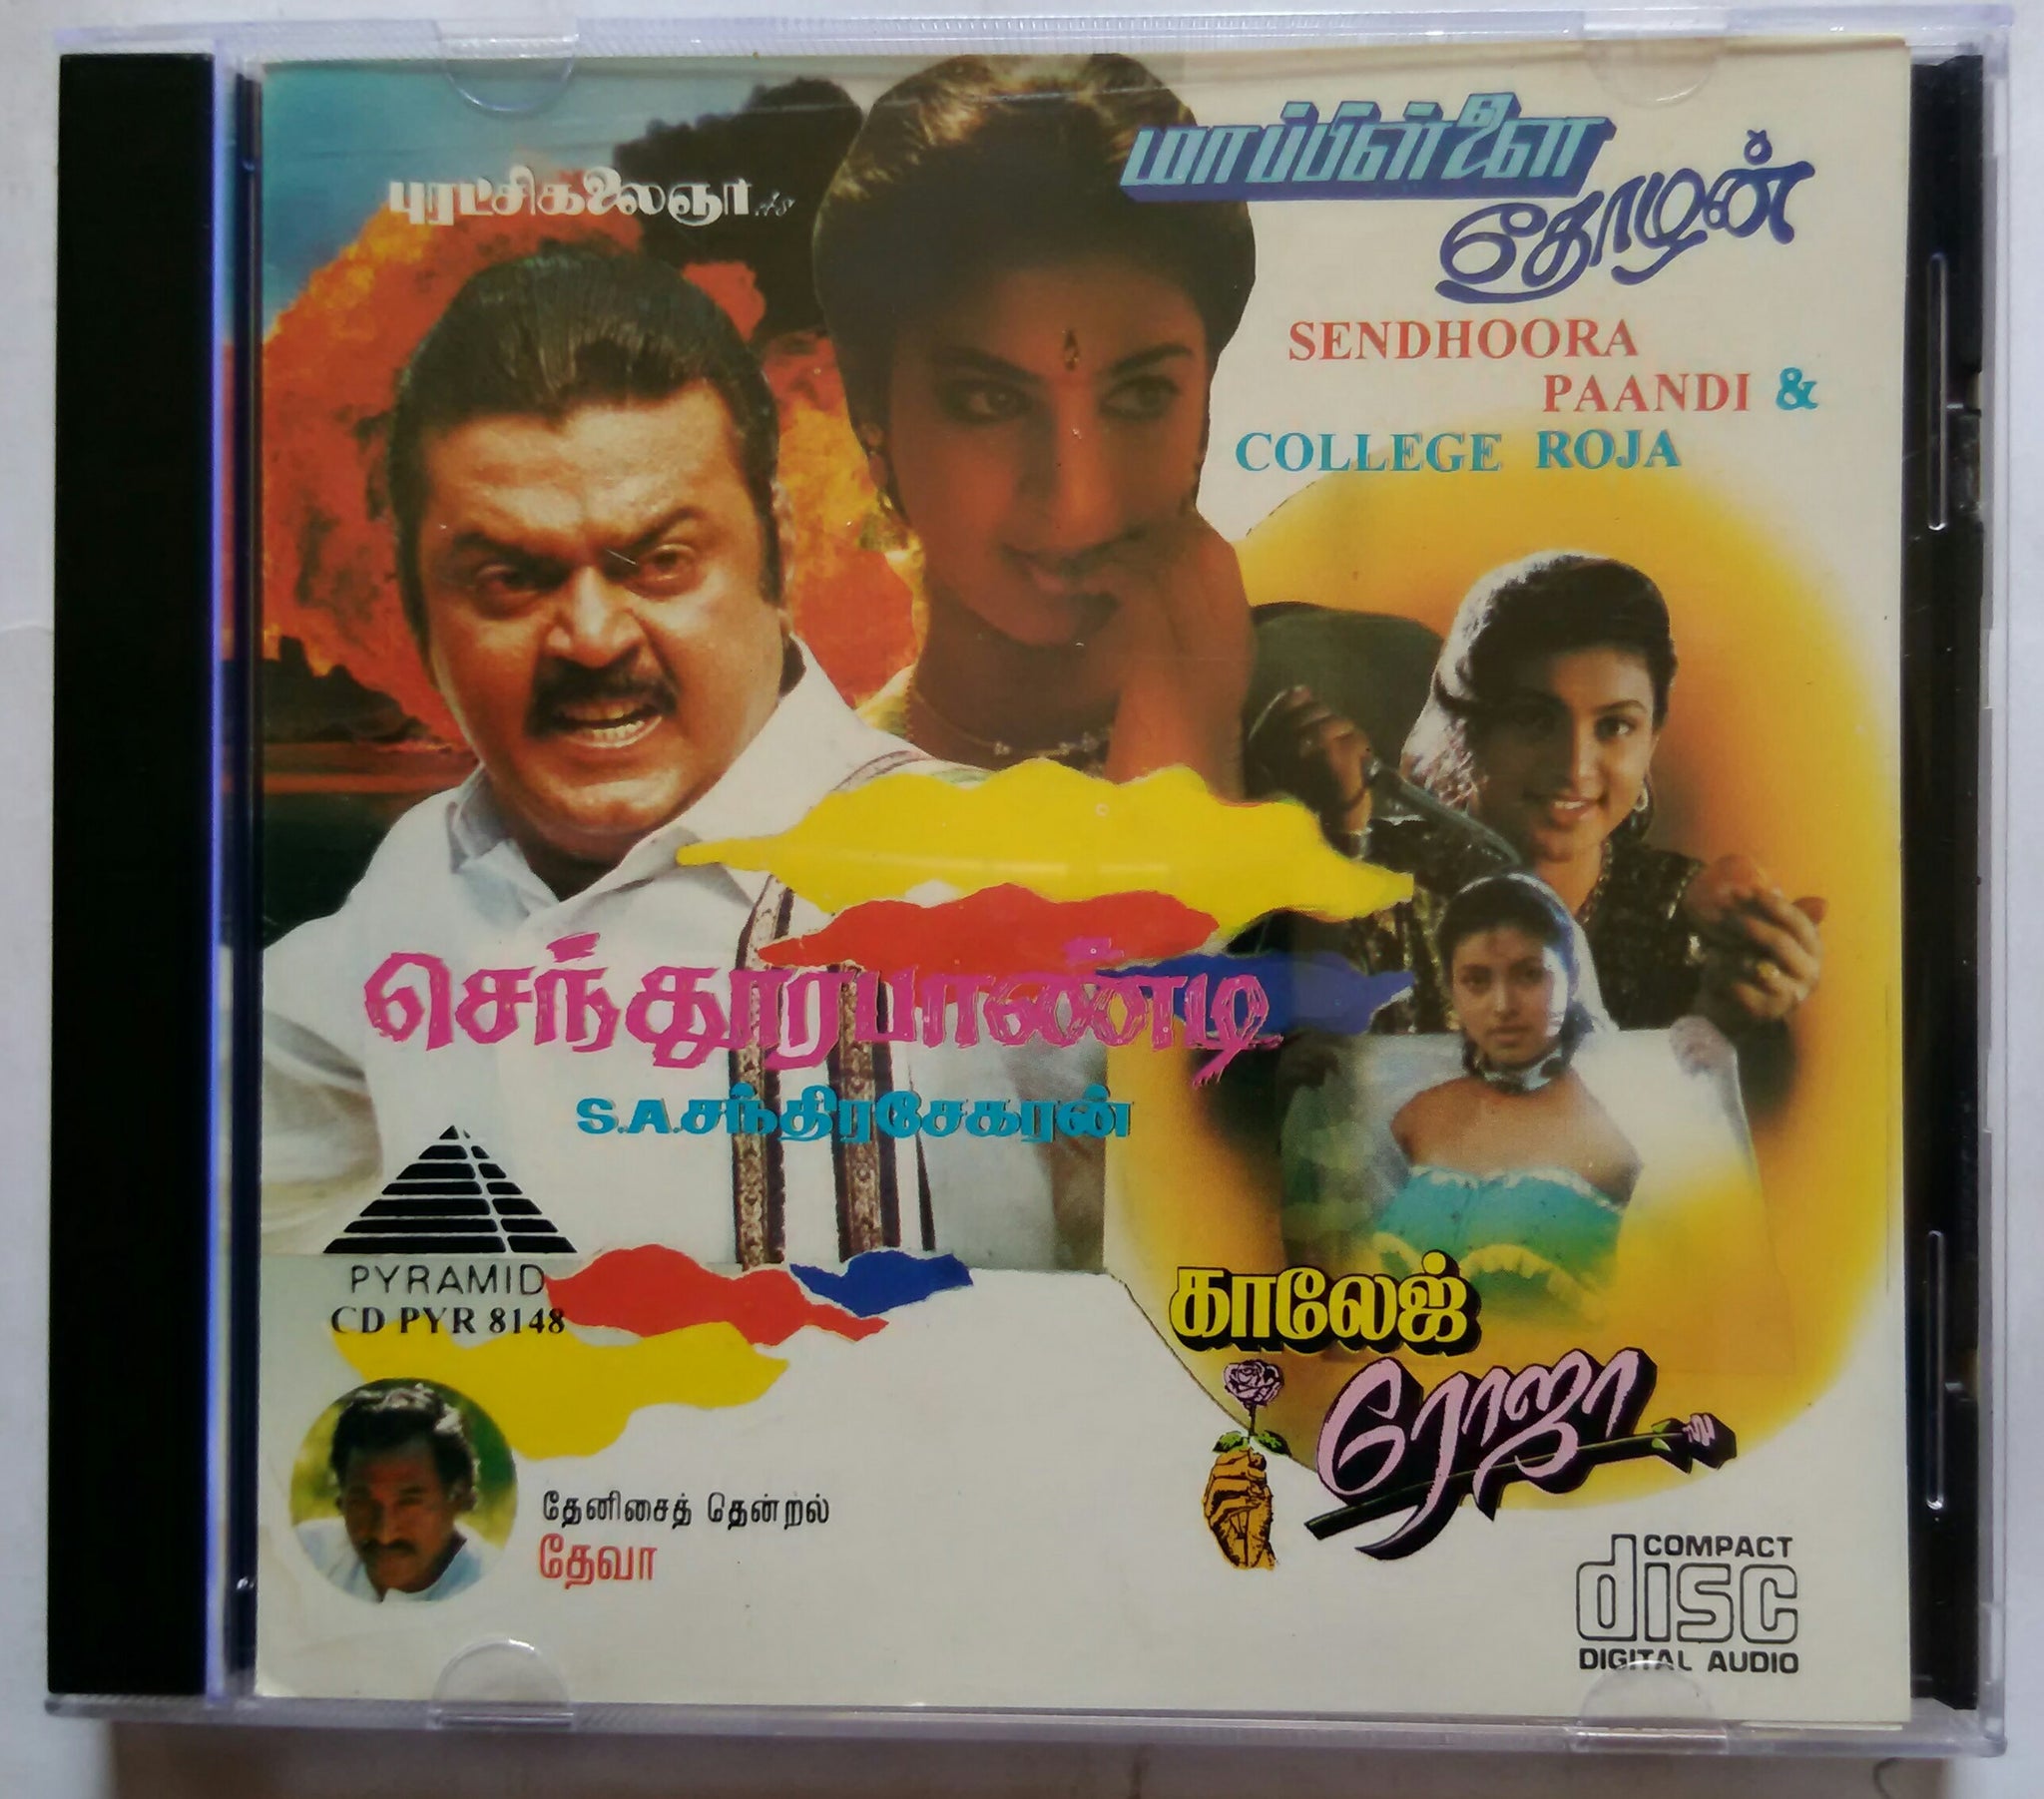 மாப்பிள்ளை
தோழன்
புரட்சிகலைஞர்
SENDHOORA
PAANDI &
COLLEGE ROJA
செந்தூரபாண்டி
S.A.சந்திரசேகரன்
PYRAMID
CD PYR 8148
காலேஜ்
ரோஜா
தேனிசைத் தென்றல்
தேவா
COMPACT
disc
DIGITAL AUDIO